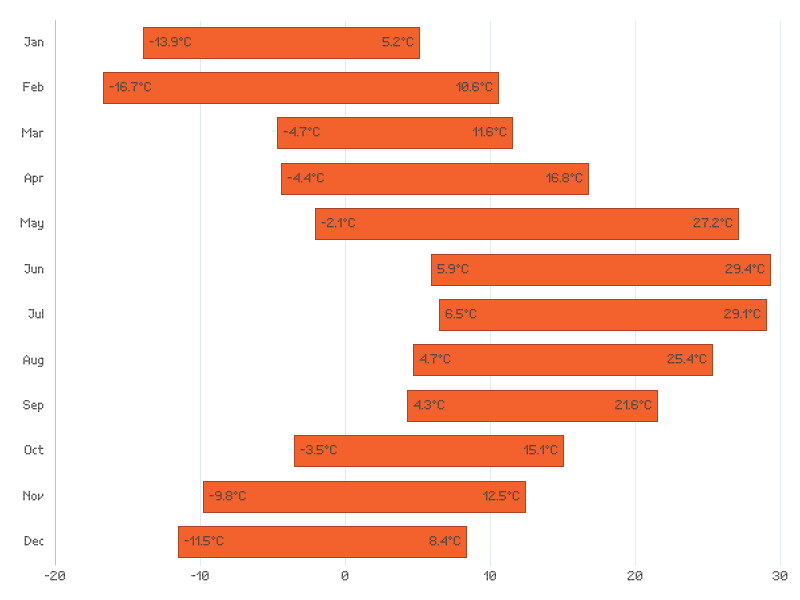 Jan -13.9°C 5.2°C
Feb -16.7°C 10.6°C
Mar -4.7°C 11.6°C
Apr -4.4°C 16.8°C
May -2.1°C 27.2°C
Jun 5.9°C 29.4°C
Jul 6.5°C 29.1°C
Aug 4.7°C 25.4°C
Sep 4.3°C 21.6°C
Oct -3.5°C 15.1°C
Nov -9.8°C 12.5°C
Dec -11.5°C 8.4°C
-20 -10 0 10 20 30